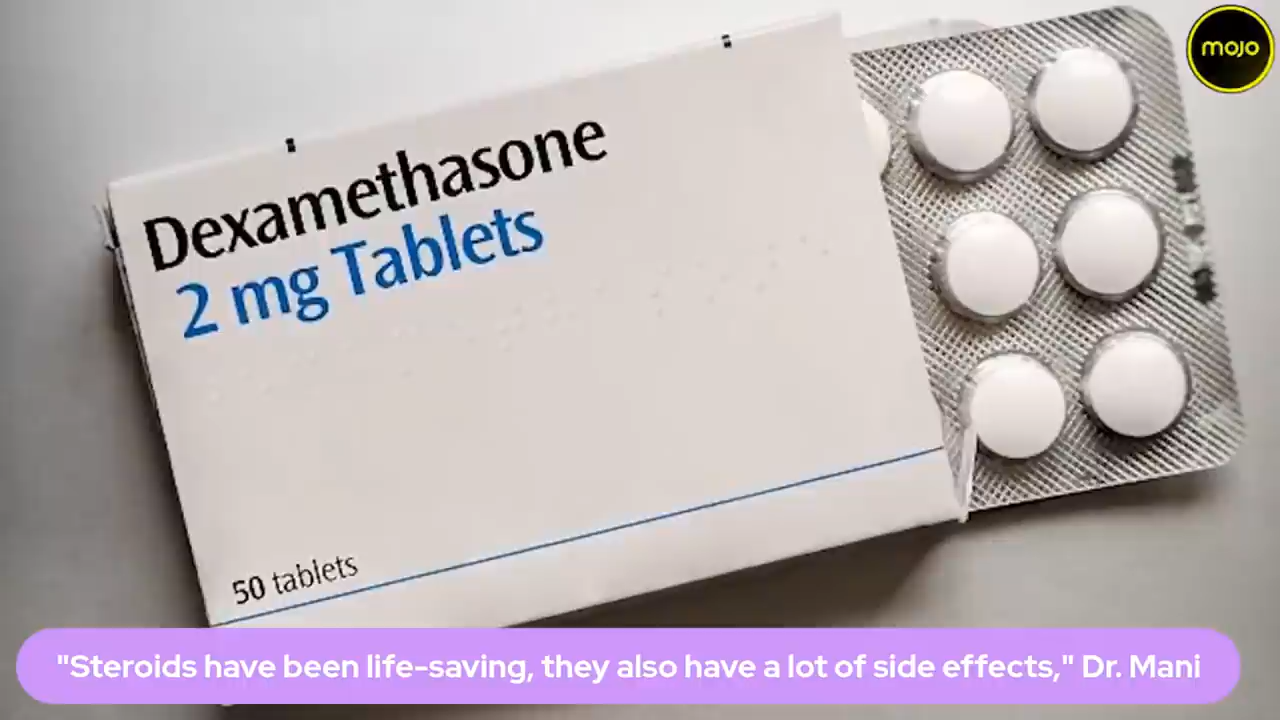 mojo
Dexamethasone
2 mg Tablets
50 tablets
"Steroids have been life-saving, they also have a lot of side effects," Dr. Mani